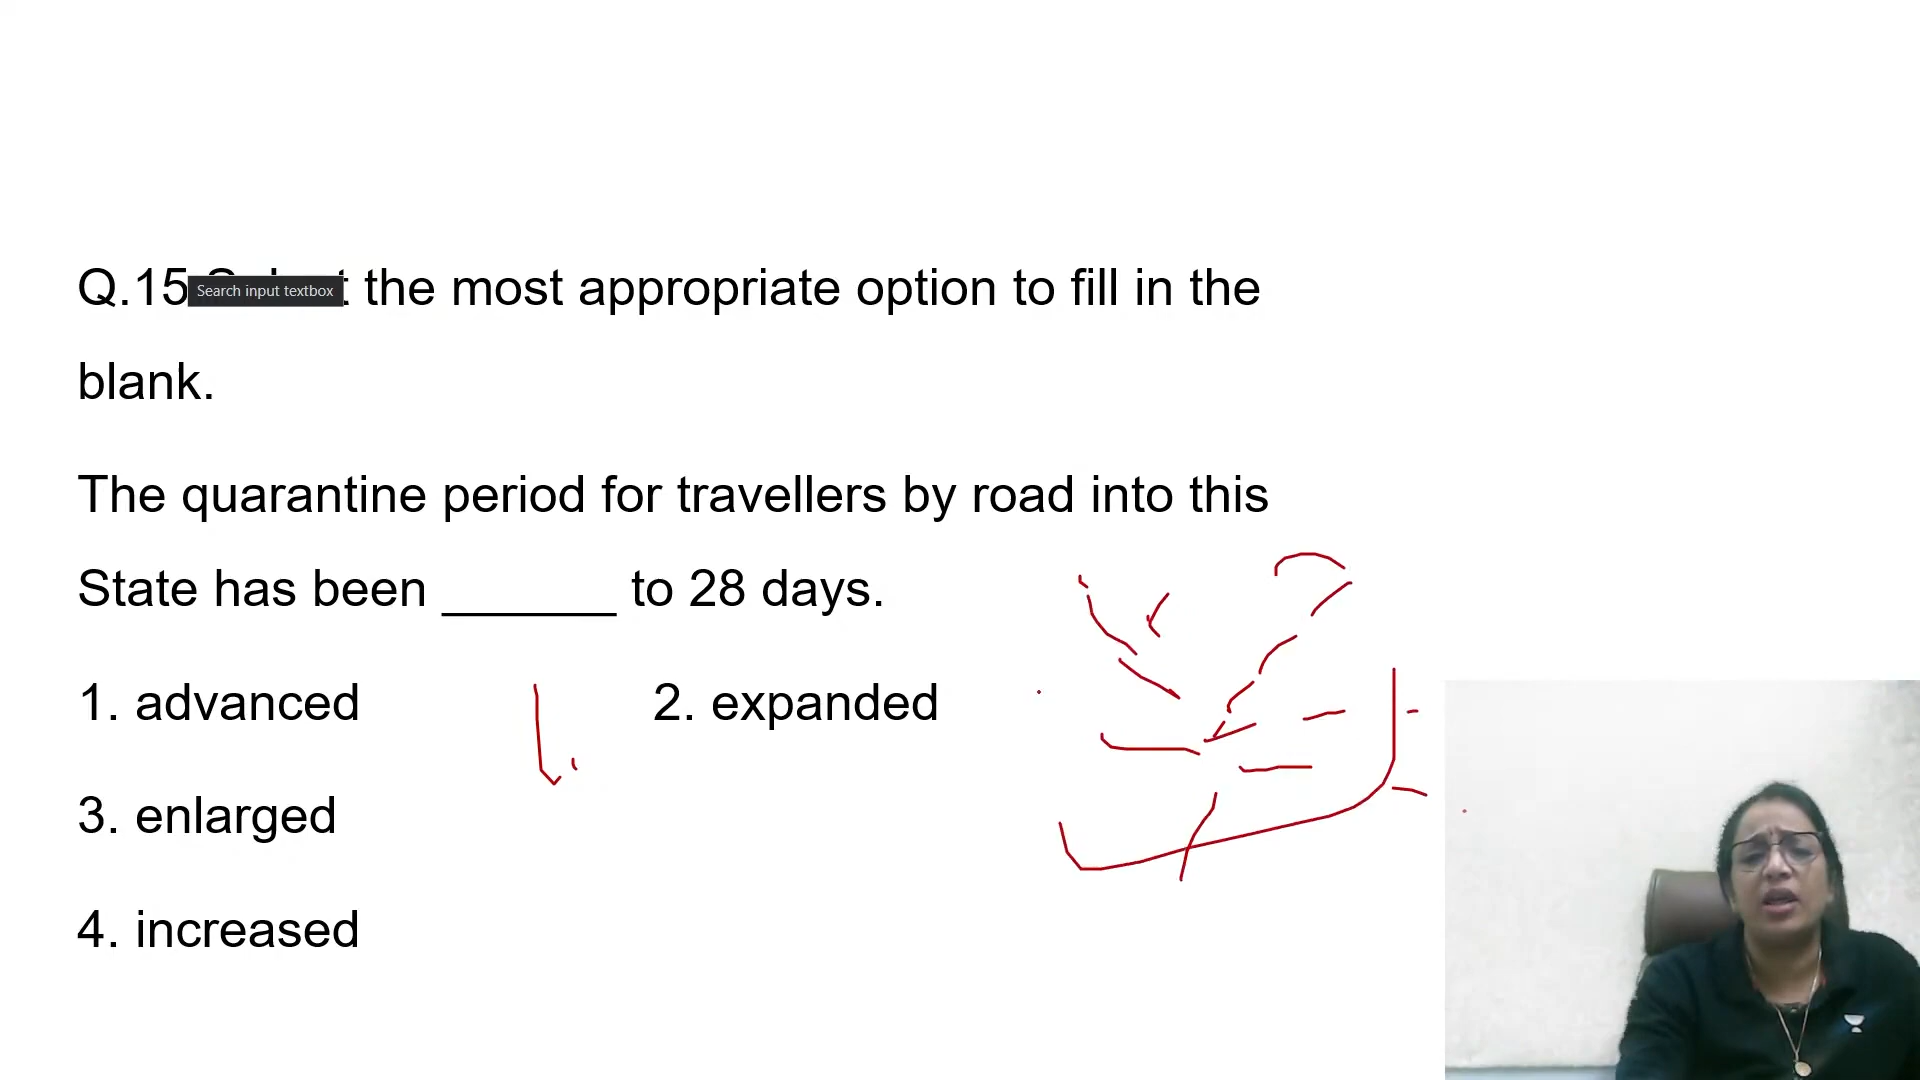 Q.15 the most appropriate option to fill in the
Search input textbox
blank.
The quarantine period for travellers by road into this
State has been ______ to 28 days.
1. advanced 2. expanded
3. enlarged
4. increased